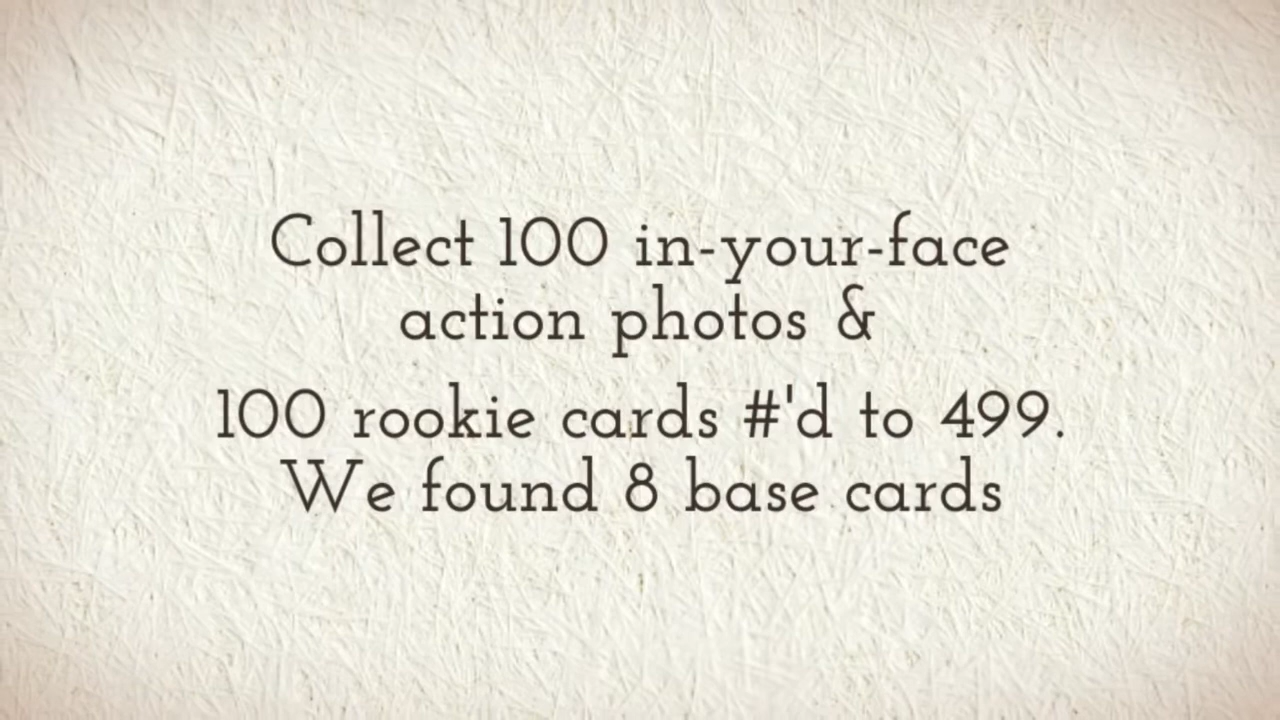 Collect 100 in-your-face
action photos &
100 rookie cards #'d to 499.
We found 8 base cards